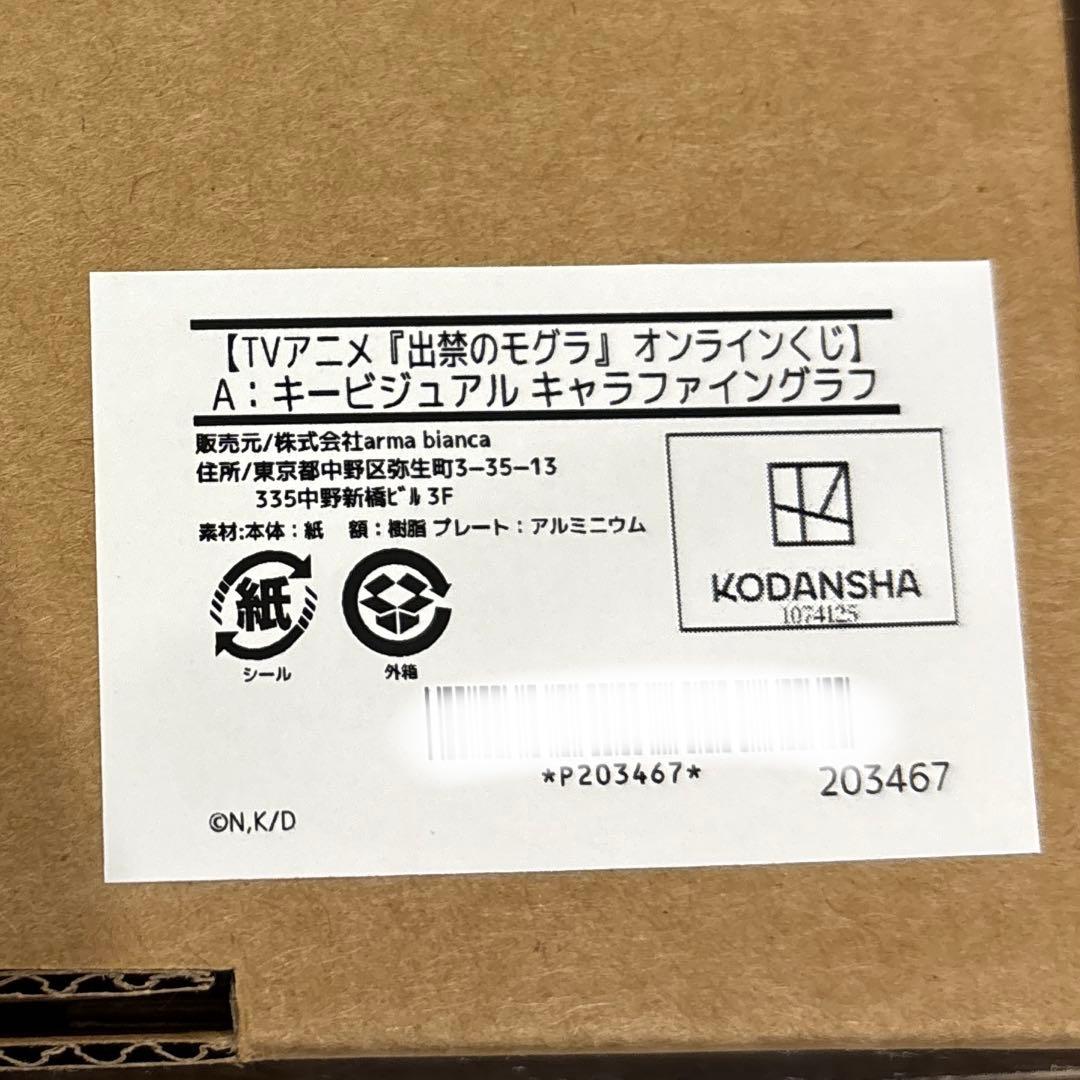 【TVアニメ『出禁のモグラ』 オンラインくじ】
A：キービジュアル キャラファイングラフ
販売元/株式会社arma bianca
住所/東京都中野区弥生町3-35-13
335中野新橋ﾋﾞﾙ 3F
素材:本体：紙　額：樹脂 プレート：アルミニウム
紙
シール
外箱
KODANSHA
1074125
*P203467*
203467
©N,K/D